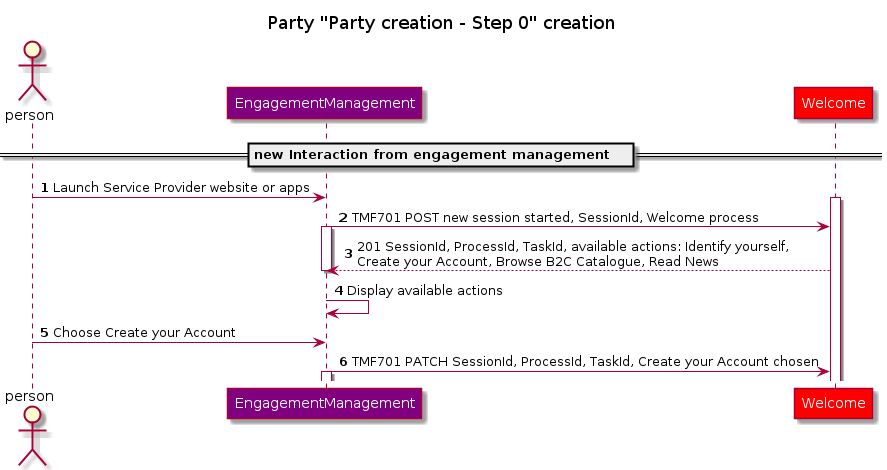 Party "Party creation - Step 0" creation
person
EngagementManagement
Welcome
new Interaction from engagement management
1 Launch Service Provider website or apps
2 TMF701 POST new session started, SessionId, Welcome process
3 201 SessionId, ProcessId, TaskId, available actions: Identify yourself,
Create your Account, Browse B2C Catalogue, Read News
4 Display available actions
5 Choose Create your Account
6 TMF701 PATCH SessionId, ProcessId, TaskId, Create your Account chosen
person
EngagementManagement
Welcome